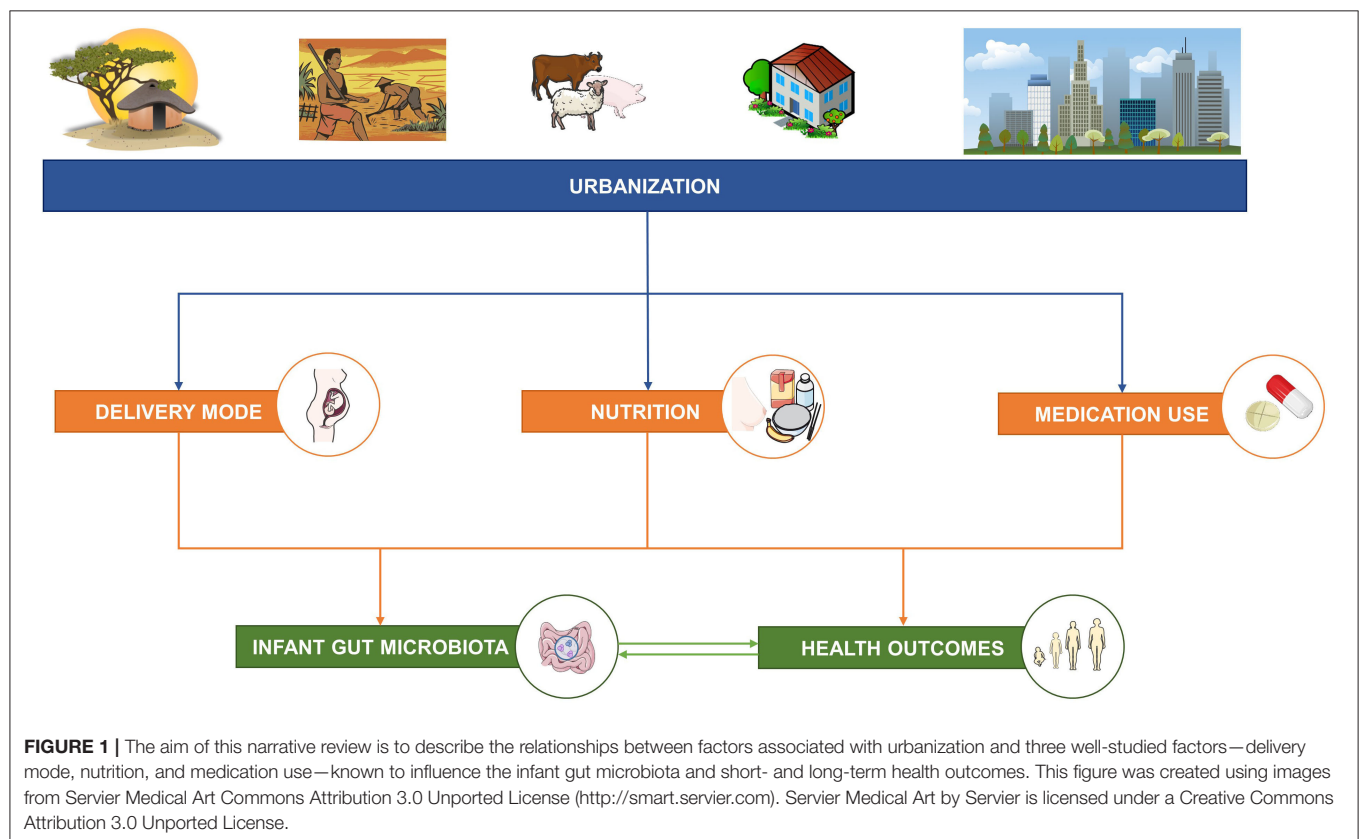 URBANIZATION
DELIVERY MODE
NUTRITION
MEDICATION USE
INFANT GUT MICROBIOTA
HEALTH OUTCOMES
FIGURE 1 | The aim of this narrative review is to describe the relationships between factors associated with urbanization and three well-studied factors—delivery
mode, nutrition, and medication use—known to influence the infant gut microbiota and short- and long-term health outcomes. This figure was created using images
from Servier Medical Art Commons Attribution 3.0 Unported License (http://smart.servier.com). Servier Medical Art by Servier is licensed under a Creative Commons
Attribution 3.0 Unported License.